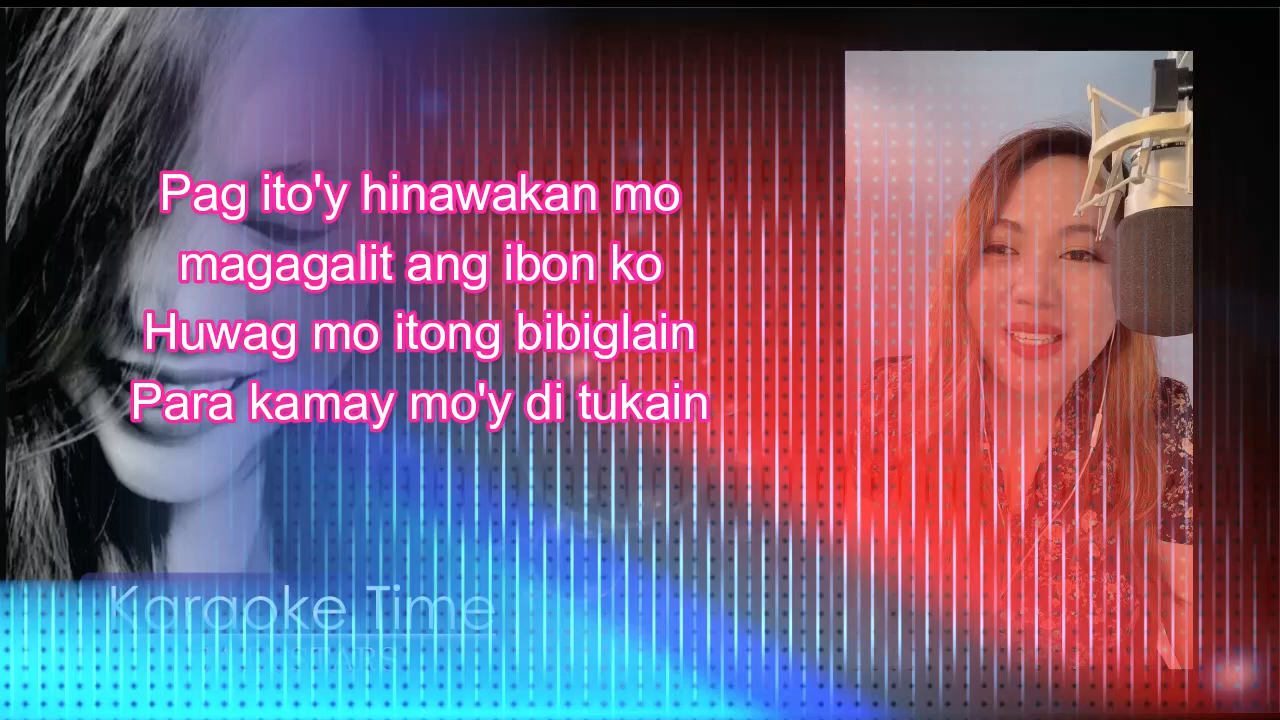 Pag ito'y hinawakan mo
magagalit ang ibon ko
Huwag mo itong bibiglain
Para kamay mo'y di tukain
Karaoke Time